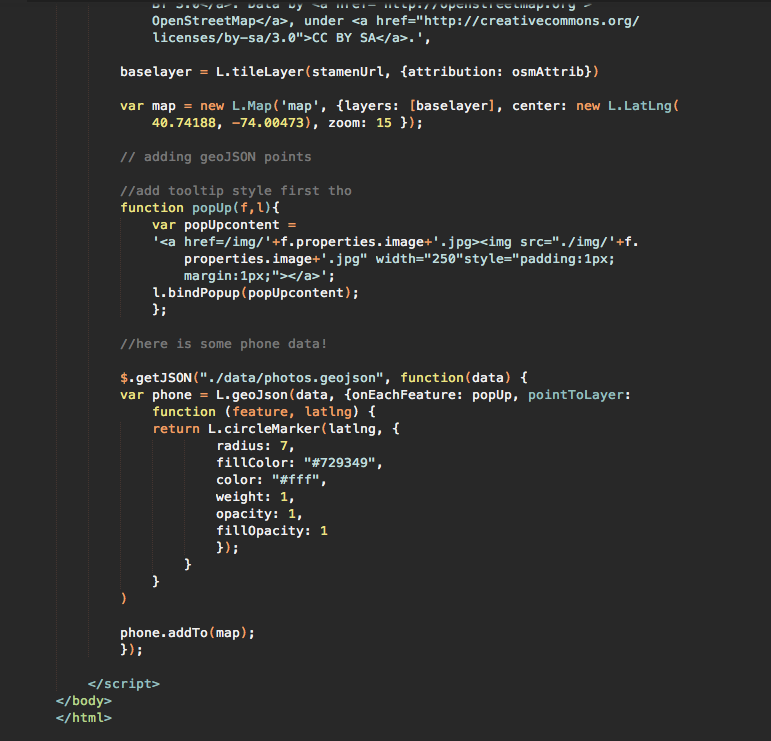 BY 3.0</a>. Data by <a href="http://openstreetmap.org">
OpenStreetMap</a>, under <a href="http://creativecommons.org/
licenses/by-sa/3.0">CC BY SA</a>.',
baselayer = L.tileLayer(stamenUrl, {attribution: osmAttrib})
var map = new L.Map('map', {layers: [baselayer], center: new L.LatLng(
40.74188, -74.00473), zoom: 15 });
// adding geoJSON points
//add tooltip style first tho
function popUp(f,l){
var popUpcontent =
'<a href=/img/'+f.properties.image+'.jpg><img src="./img/'+f.
properties.image+'.jpg" width="250"style="padding:1px;
margin:1px;"></a>';
l.bindPopup(popUpcontent);
};
//here is some phone data!
$.getJSON("./data/photos.geojson", function(data) {
var phone = L.geoJson(data, {onEachFeature: popUp, pointToLayer:
function (feature, latlng) {
return L.circleMarker(latlng, {
radius: 7,
fillColor: "#729349",
color: "#fff",
weight: 1,
opacity: 1,
fillOpacity: 1
});
}
}
)
phone.addTo(map);
});
</script>
</body>
</html>